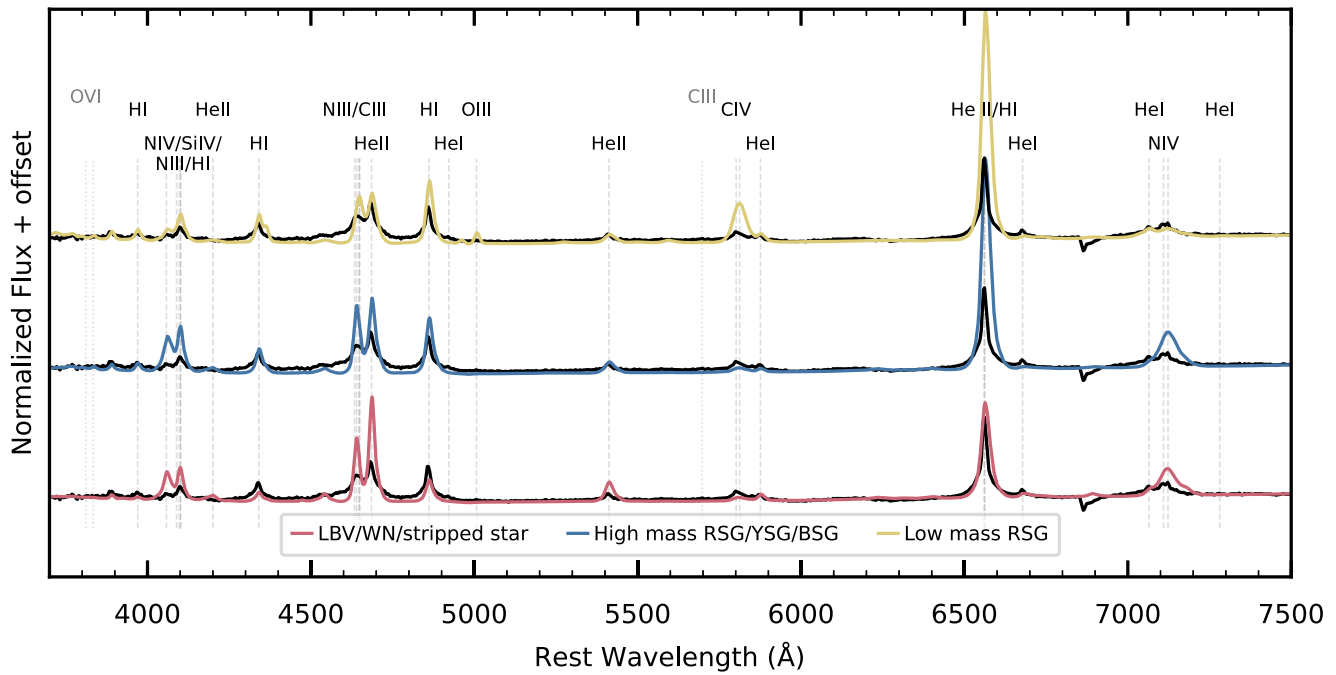 OVI
CIII
HI
HeII
NIII/CIII
HI
OIII
CIV
He II/HI
HeI
HeI
NIV/SiIV/
NIII/HI
HI
HeII
HeI
HeII
HeI
HeI
NIV
Normalized Flux + offset
LBV/WN/stripped star
High mass RSG/YSG/BSG
Low mass RSG
4000 4500 5000 5500 6000 6500 7000 7500
Rest Wavelength (Å)